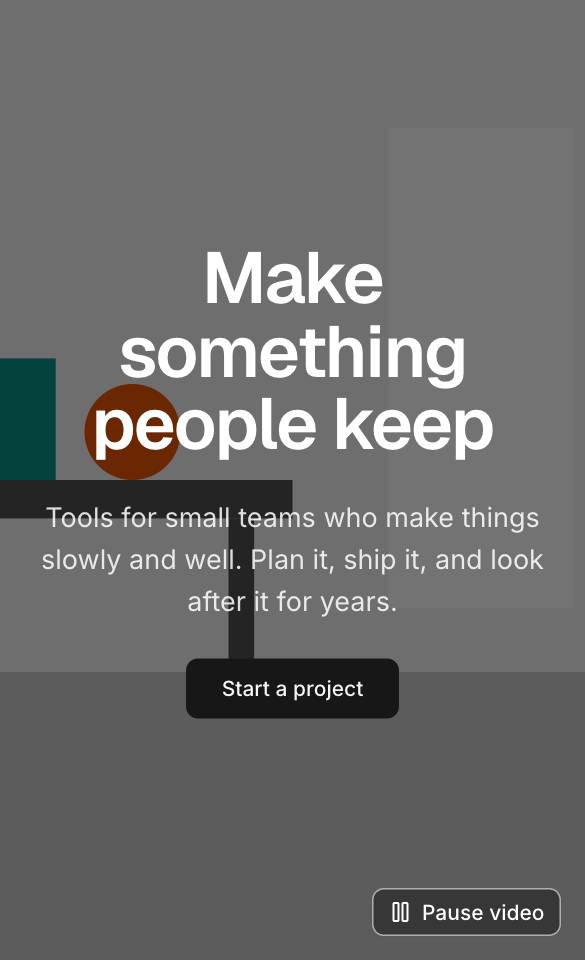 Make
something
people keep
Tools for small teams who make things
slowly and well. Plan it, ship it, and look
after it for years.
Start a project
Pause video